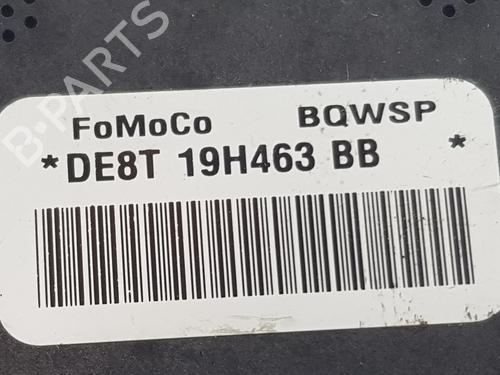 FoMoCo BQWSP
*DE8T 19H463 BB *
B-PARTS